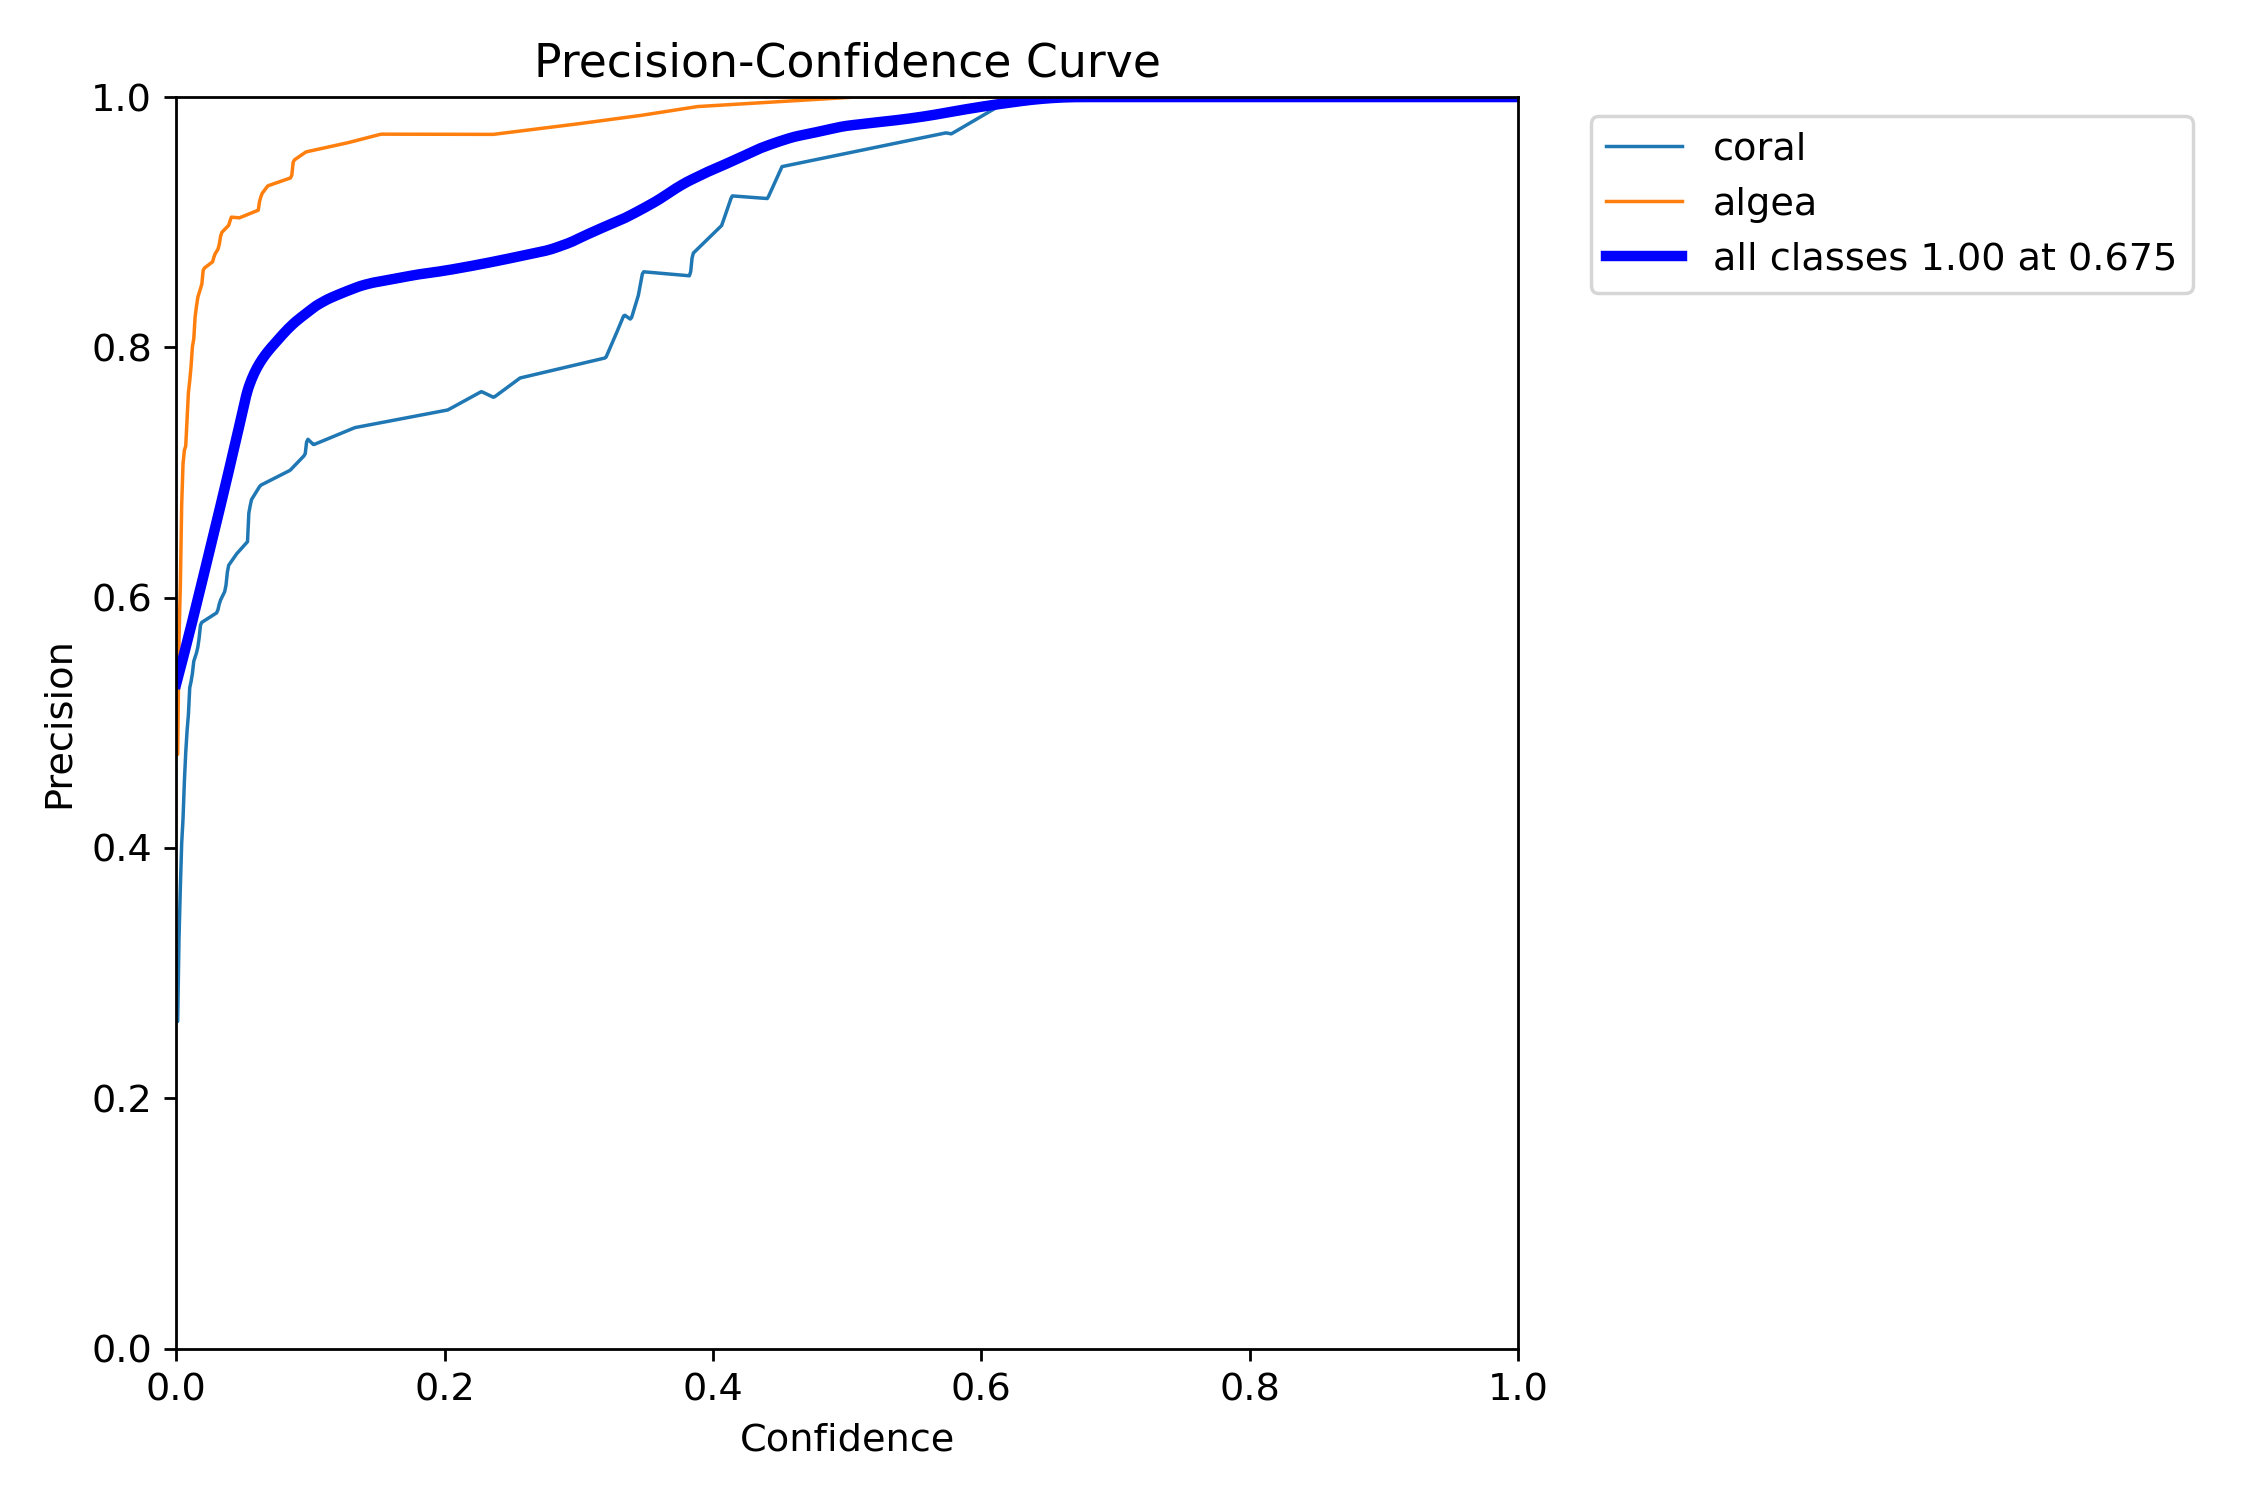 Precision-Confidence Curve
1.0
0.8
0.6
0.4
0.2
0.0
Precision
0.0 0.2 0.4 0.6 0.8 1.0
Confidence
coral
algea
all classes 1.00 at 0.675